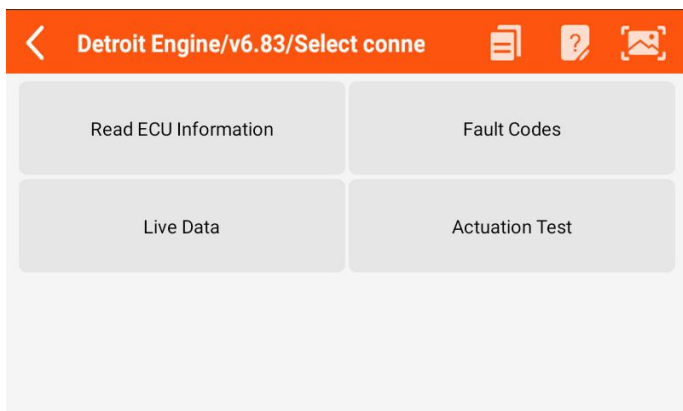 Detroit Engine/v6.83/Select conne
Read ECU Information
Fault Codes
Live Data
Actuation Test